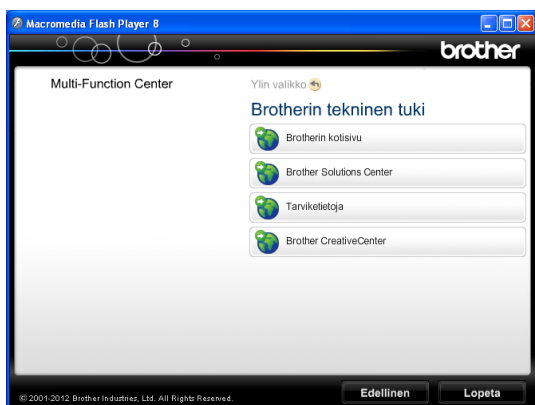 Macromedia Flash Player 8
brother
Multi-Function Center
Ylin valikko
Brotherin tekninen tuki
Brotherin kotisivu
Brother Solutions Center
Tarviketietoja
Brother CreativeCenter
© 2001-2012 Brother Industries, Ltd. All Rights Reserved.
Edellinen
Lopeta